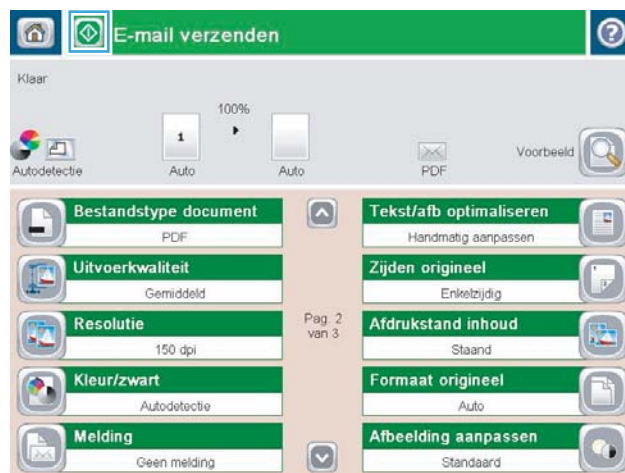 E-mail verzenden
?
Klaar
100%
1
Autodetectie
Auto
Auto
PDF
Voorbeeld
Bestandstype document
PDF
Uitvoerkwaliteit
Gemiddeld
Resolutie
150 dpi
Kleur/zwart
Autodetectie
Melding
Geen melding
Pag. 2
van 3
Tekst/afb optimaliseren
Handmatig aanpassen
Zijden origineel
Enkelzijdig
Afdrukstand inhoud
Staand
Formaat origineel
Auto
Afbeelding aanpassen
Standaard